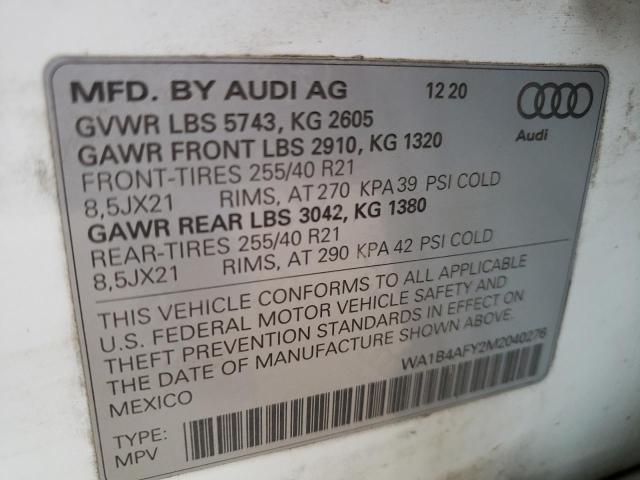 MFD. BY AUDI AG 12 20
GVWR LBS 5743, KG 2605
Audi
GAWR FRONT LBS 2910, KG 1320
FRONT-TIRES 255/40 R21
8,5JX21 RIMS, AT 270 KPA 39 PSI COLD
GAWR REAR LBS 3042, KG 1380
REAR-TIRES 255/40 R21
8,5JX21 RIMS, AT 290 KPA 42 PSI COLD
THIS VEHICLE CONFORMS TO ALL APPLICABLE
U.S. FEDERAL MOTOR VEHICLE SAFETY AND
THEFT PREVENTION STANDARDS IN EFFECT ON
THE DATE OF MANUFACTURE SHOWN ABOVE.
MEXICO WA1B4AFY2M2040276
TYPE:
MPV